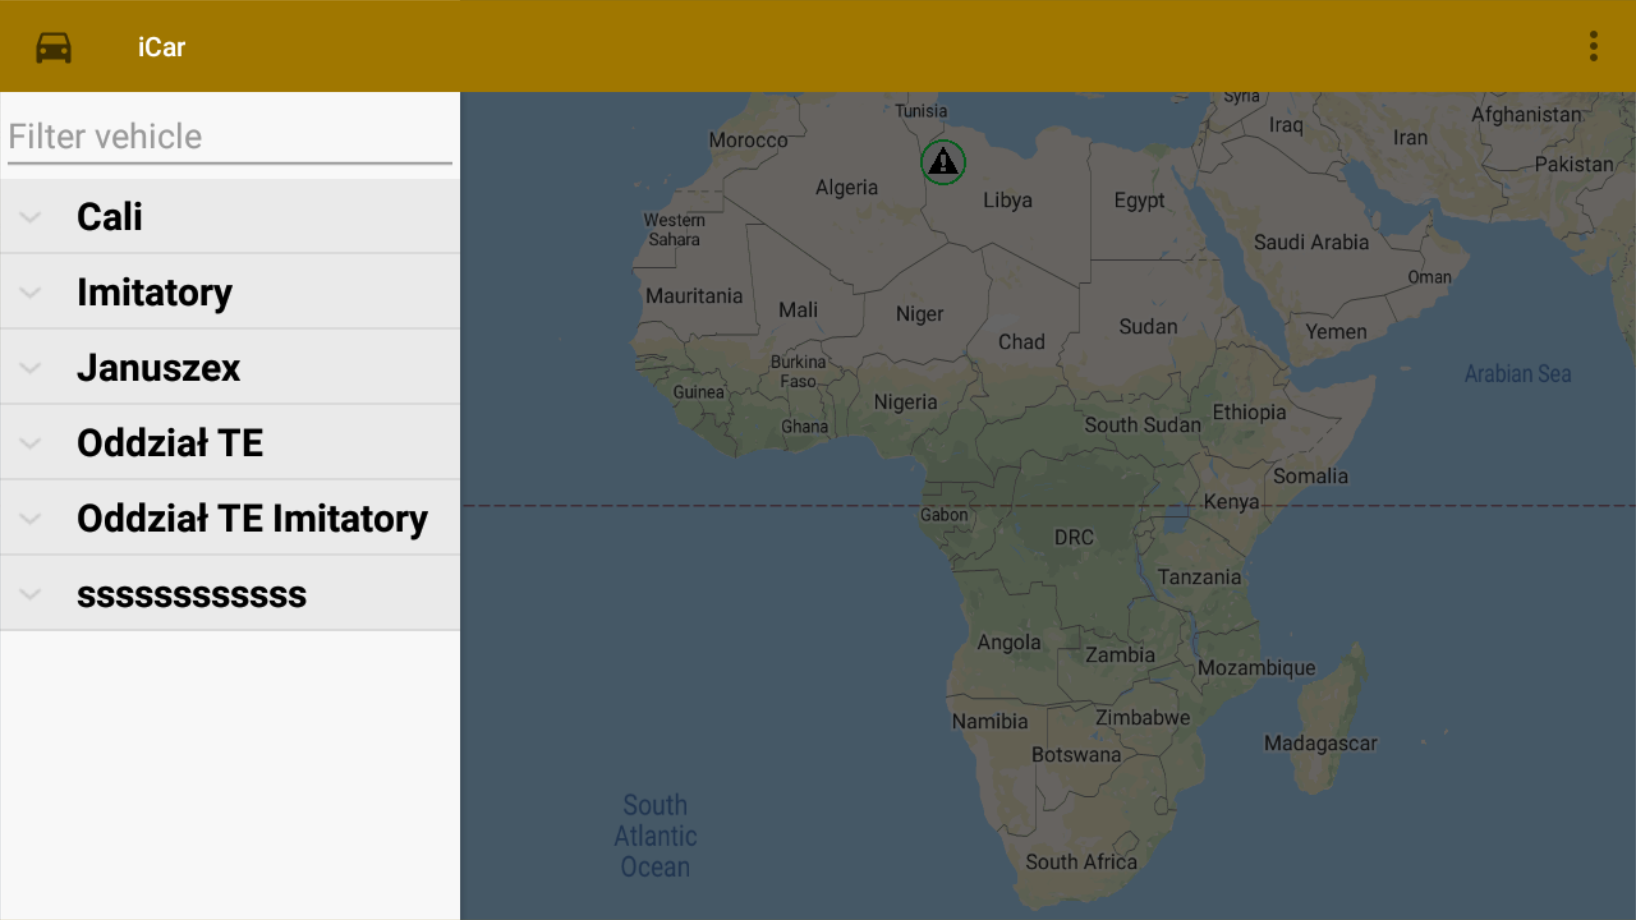 iCar
Filter vehicle
Cali
Imitatory
Januszex
Oddział TE
Oddział TE Imitatory
ssssssssssss
Tunisia
Syria
Afghanistan
Morocco
Iraq
Iran
Pakistan
Algeria
Libya
Egypt
Western
Sahara
Saudi Arabia
Oman
Mauritania
Mali
Niger
Sudan
Yemen
Chad
Burkina
Faso
Arabian Sea
Guinea
Nigeria
Ethiopia
Ghana
South Sudan
Somalia
Kenya
Gabon
DRC
Tanzania
Angola
Zambia
Mozambique
Namibia
Zimbabwe
Madagascar
Botswana
South
Atlantic
Ocean
South Africa